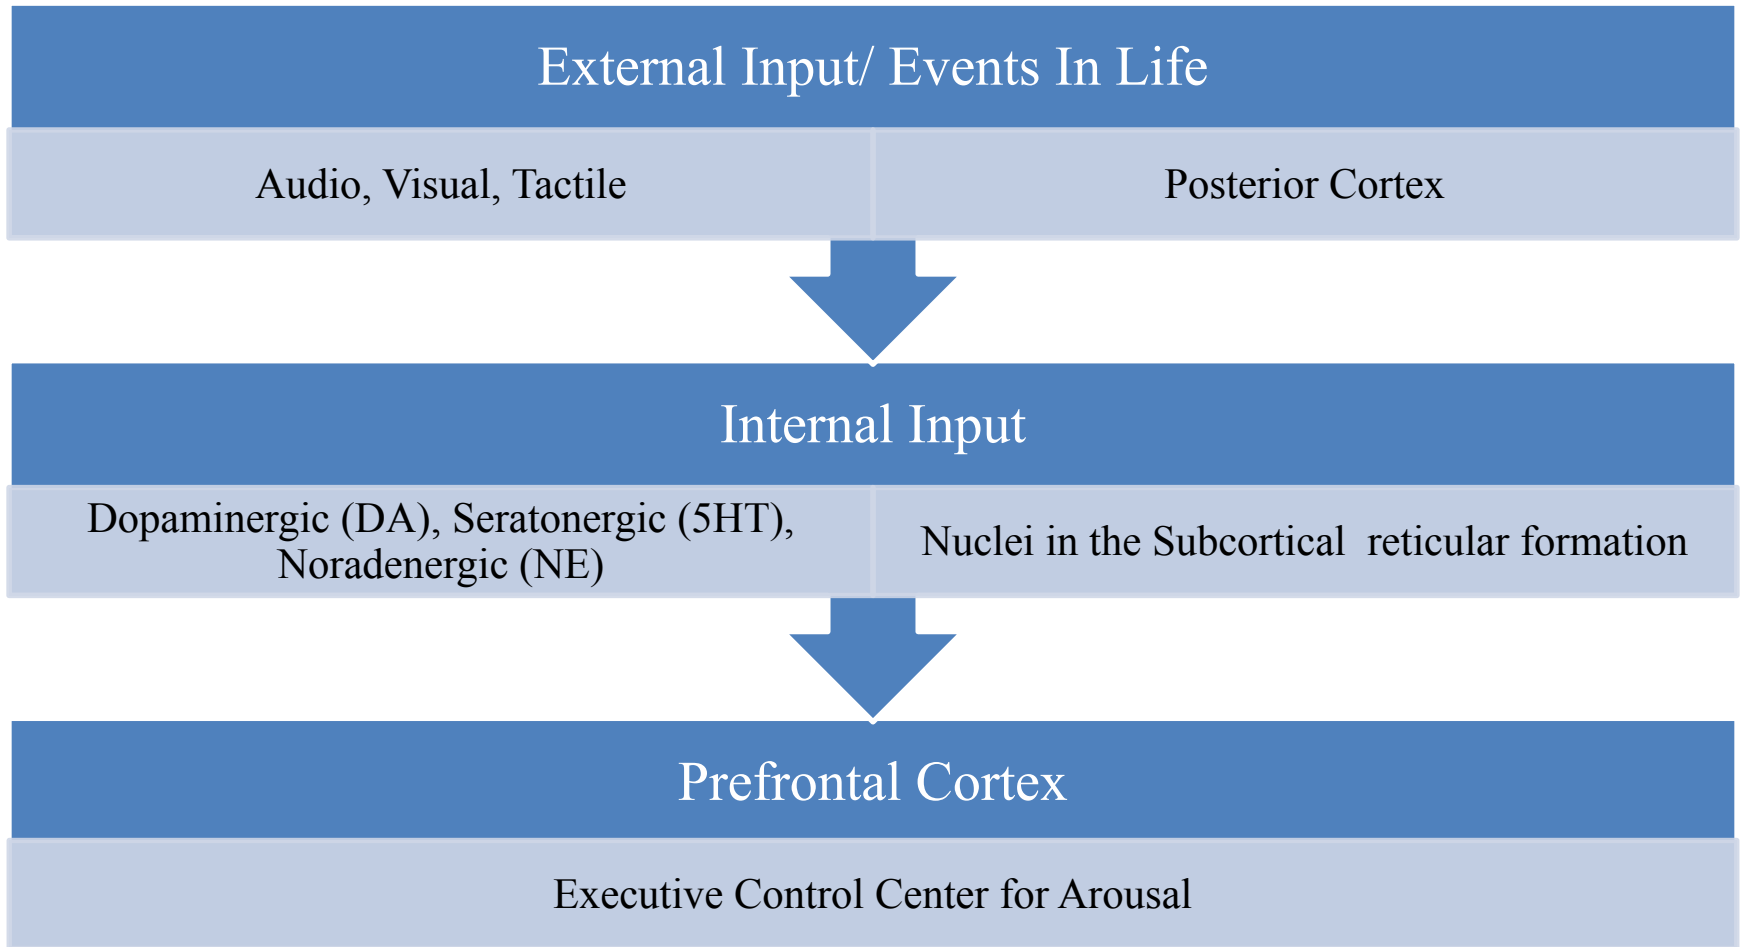 External Input/ Events In Life
Audio, Visual, Tactile
Posterior Cortex
Internal Input
Dopaminergic (DA), Seratonergic (5HT),
Noradenergic (NE)
Nuclei in the Subcortical  reticular formation
Prefrontal Cortex
Executive Control Center for Arousal